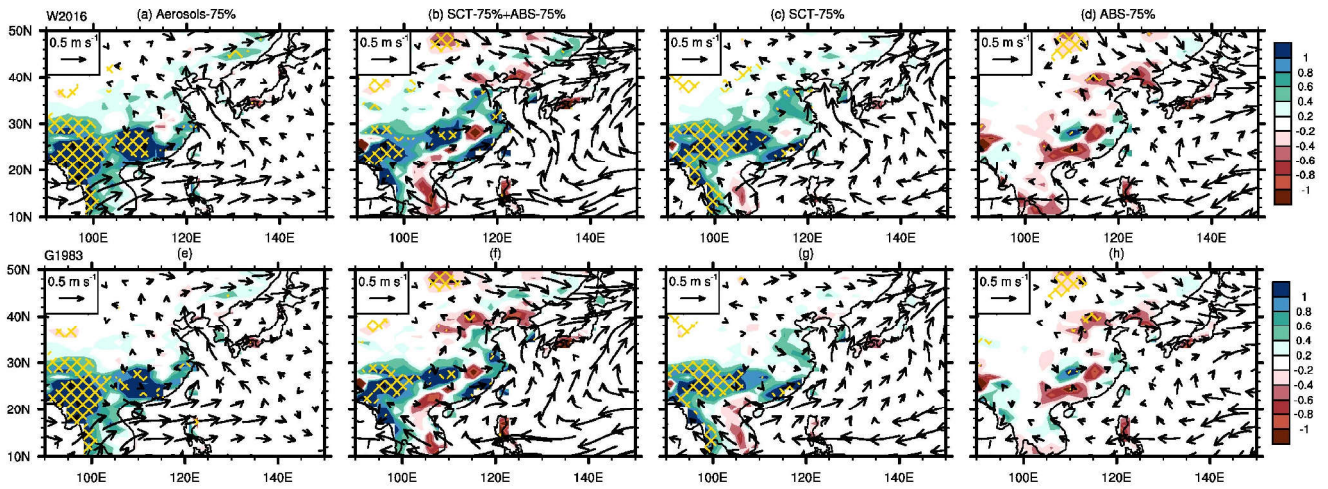 W2016 (a) Aerosols-75% (b) SCT-75%+ABS-75% (c) SCT-75% (d) ABS-75%
50N 0.5 m s-1 0.5 m s-1 0.5 m s-1 0.5 m s-1
40N
30N
20N
10N
1
0.8
0.6
0.4
0.2
-0.2
-0.4
-0.6
-0.8
-1
100E 120E 140E 100E 120E 140E 100E 120E 140E 100E 120E 140E
G1983 (e) (f) (g) (h)
50N 0.5 m s-1 0.5 m s-1 0.5 m s-1 0.5 m s-1
40N
30N
20N
10N
1
0.8
0.6
0.4
0.2
-0.2
-0.4
-0.6
-0.8
-1
100E 120E 140E 100E 120E 140E 100E 120E 140E 100E 120E 140E